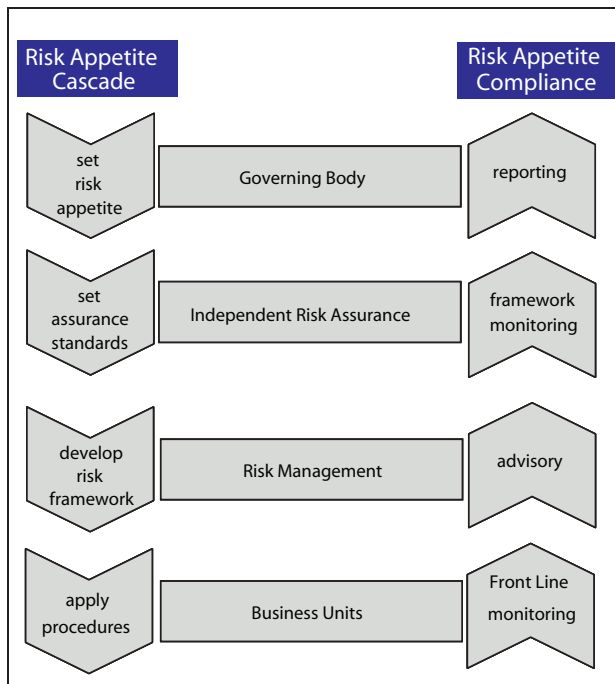 Risk Appetite
Cascade
Risk Appetite
Compliance
set
risk
appetite
Governing Body
reporting
set
assurance
standards
Independent Risk Assurance
framework
monitoring
develop
risk
framework
Risk Management
advisory
apply
procedures
Business Units
Front Line
monitoring